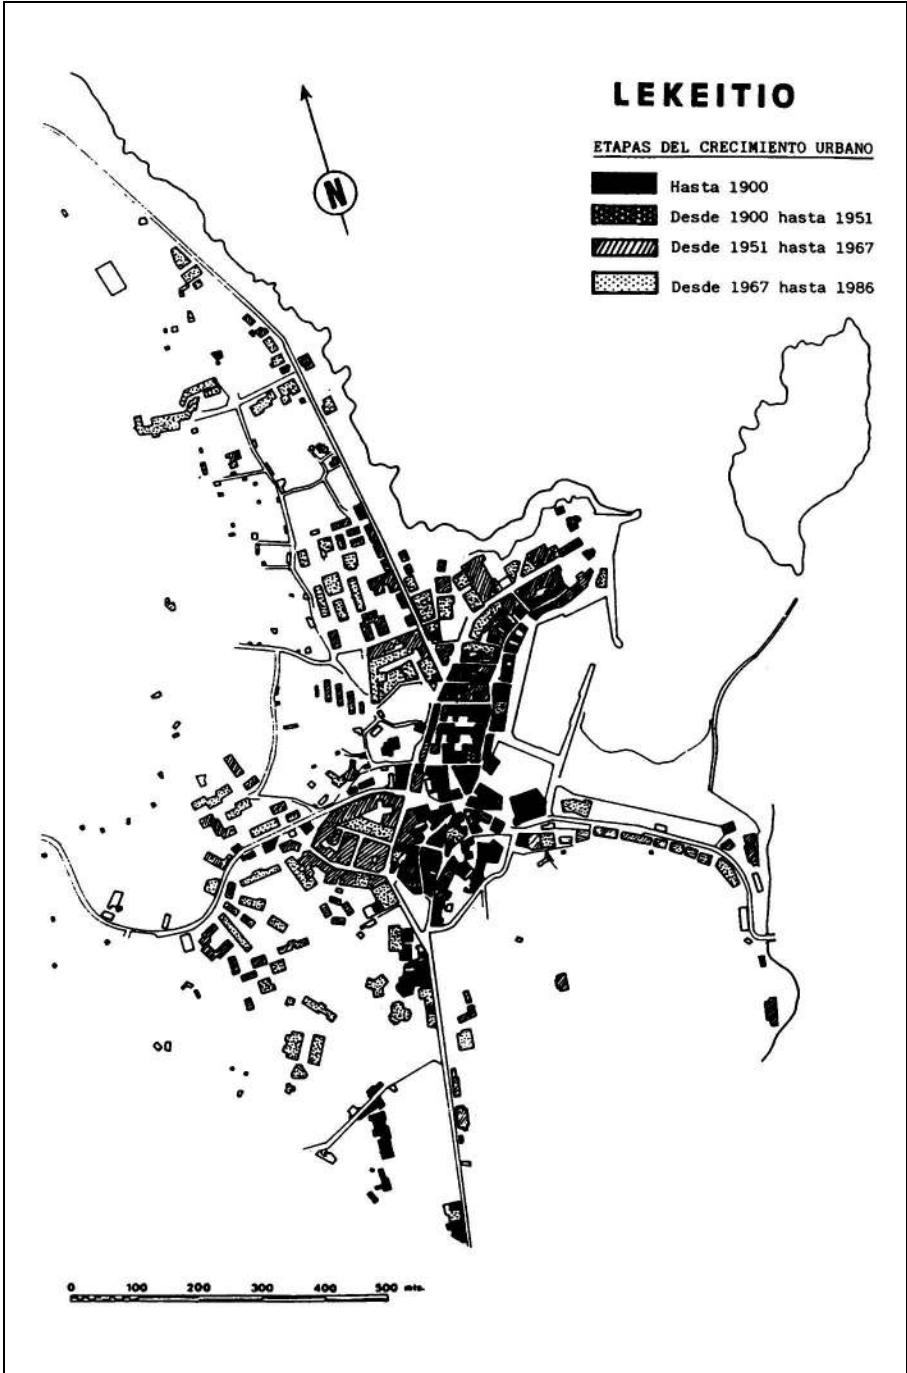 LEKEITIO
ETAPAS DEL CRECIMIENTO URBANO
Hasta 1900
Desde 1900 hasta 1951
Desde 1951 hasta 1967
Desde 1967 hasta 1986
N
0 100 200 300 400 500 mts.